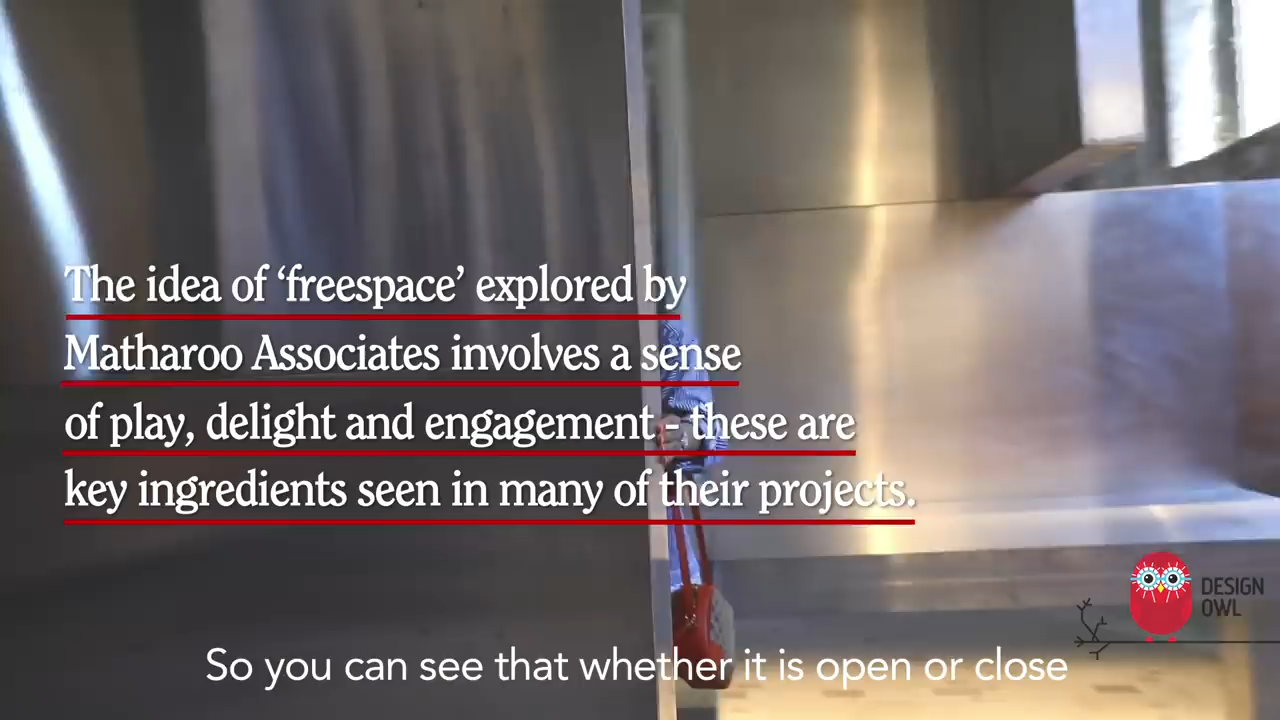 The idea of ‘freespace’ explored by
Matharoo Associates involves a sense
of play, delight and engagement - these are
key ingredients seen in many of their projects.
DESIGN
OWL
So you can see that whether it is open or close